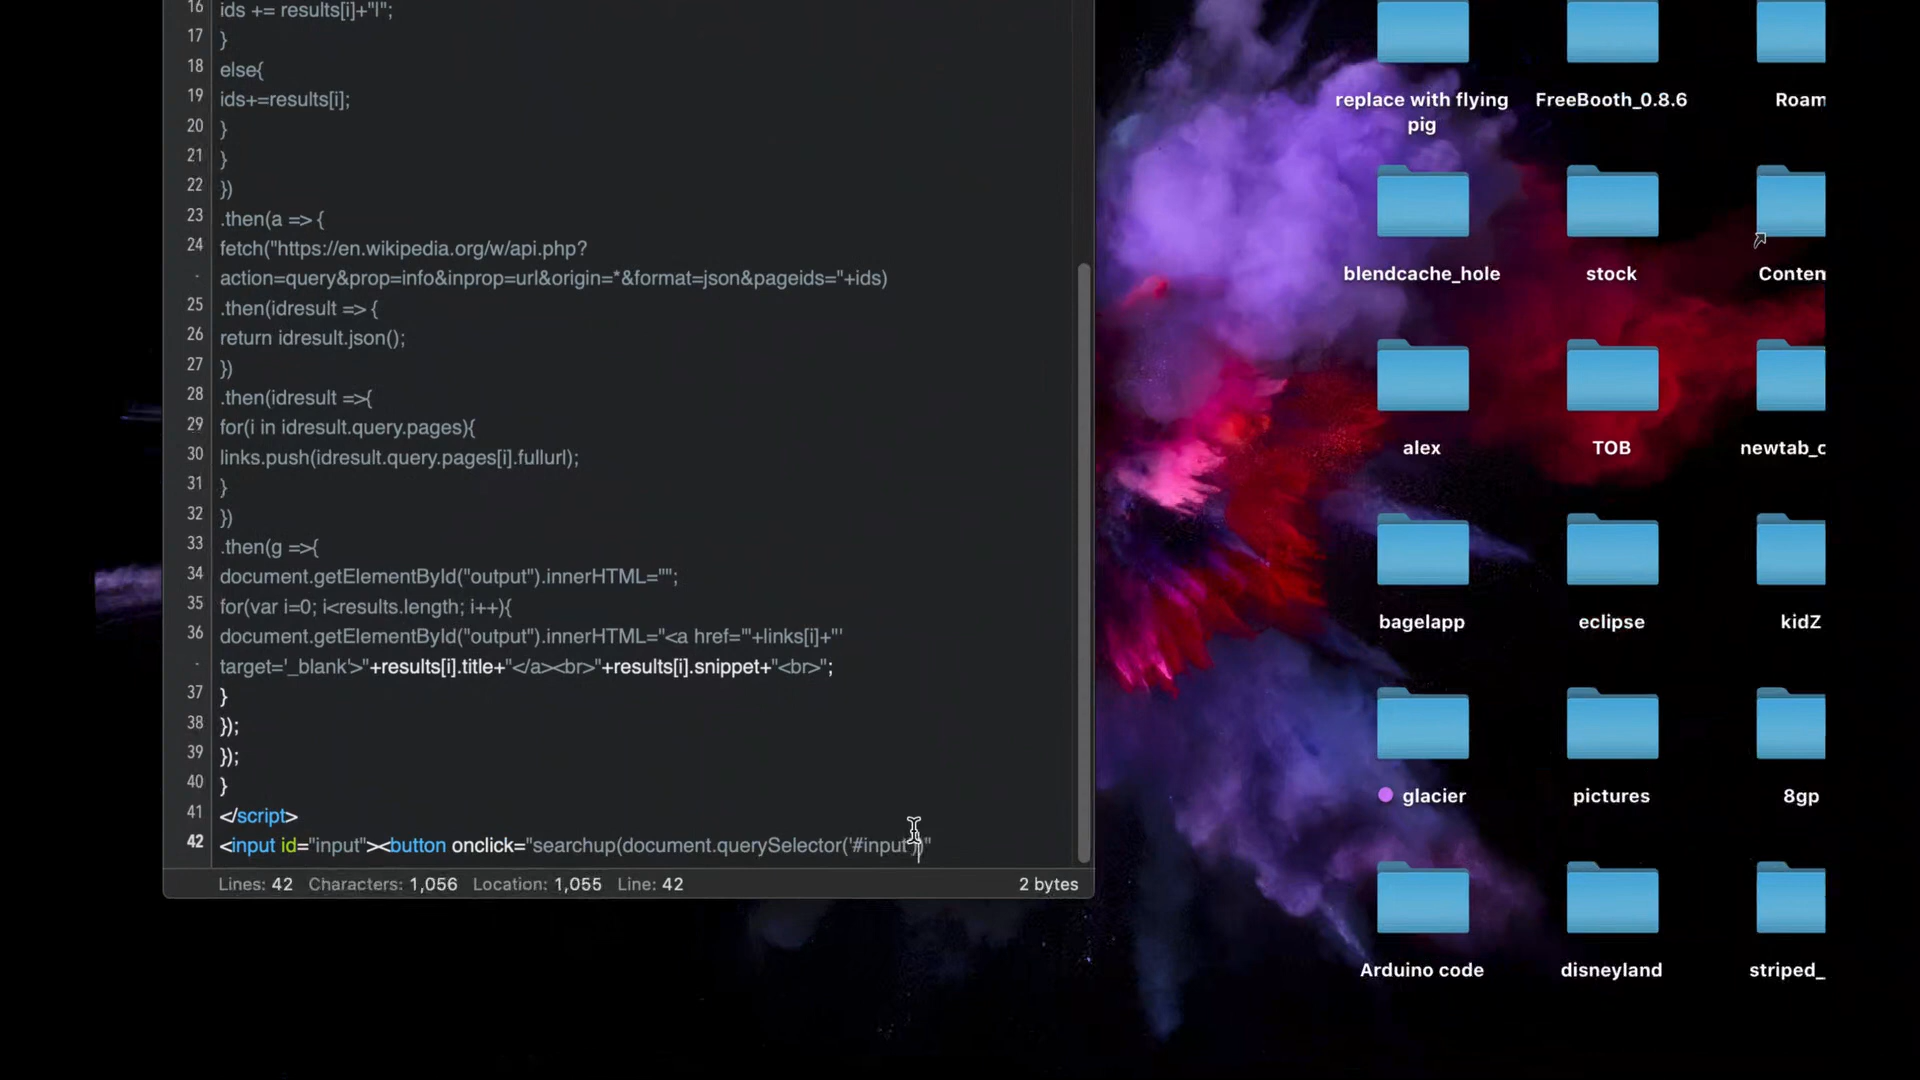 16 ids += results[i]+"|";
17 }
18 else{
19 ids+=results[i];
20 }
21 }
22 })
23 .then(a => {
24 fetch("https://en.wikipedia.org/w/api.php?
- action=query&prop=info&inprop=url&origin=*&format=json&pageids="+ids)
25 .then(idresult => {
26 return idresult.json();
27 })
28 .then(idresult =>{
29 for(i in idresult.query.pages){
30 links.push(idresult.query.pages[i].fullurl);
31 }
32 })
33 .then(g =>{
34 document.getElementById("output").innerHTML="";
35 for(var i=0; i<results.length; i++){
36 document.getElementById("output").innerHTML="<a href='"+links[i]+"'
- target='_blank'>"+results[i].title+"</a><br>"+results[i].snippet+"<br>";
37 }
38 });
39 });
40 }
41 </script>
42 <input id="input"><button onclick="searchup(document.querySelector('#input'))"
Lines: 42 Characters: 1,056 Location: 1,055 Line: 42 2 bytes
replace with flying
pig
FreeBooth_0.8.6
Roam
blendcache_hole
stock
Conten
alex
TOB
newtab_c
bagelapp
eclipse
kidZ
glacier
pictures
8gp
Arduino code
disneyland
striped_